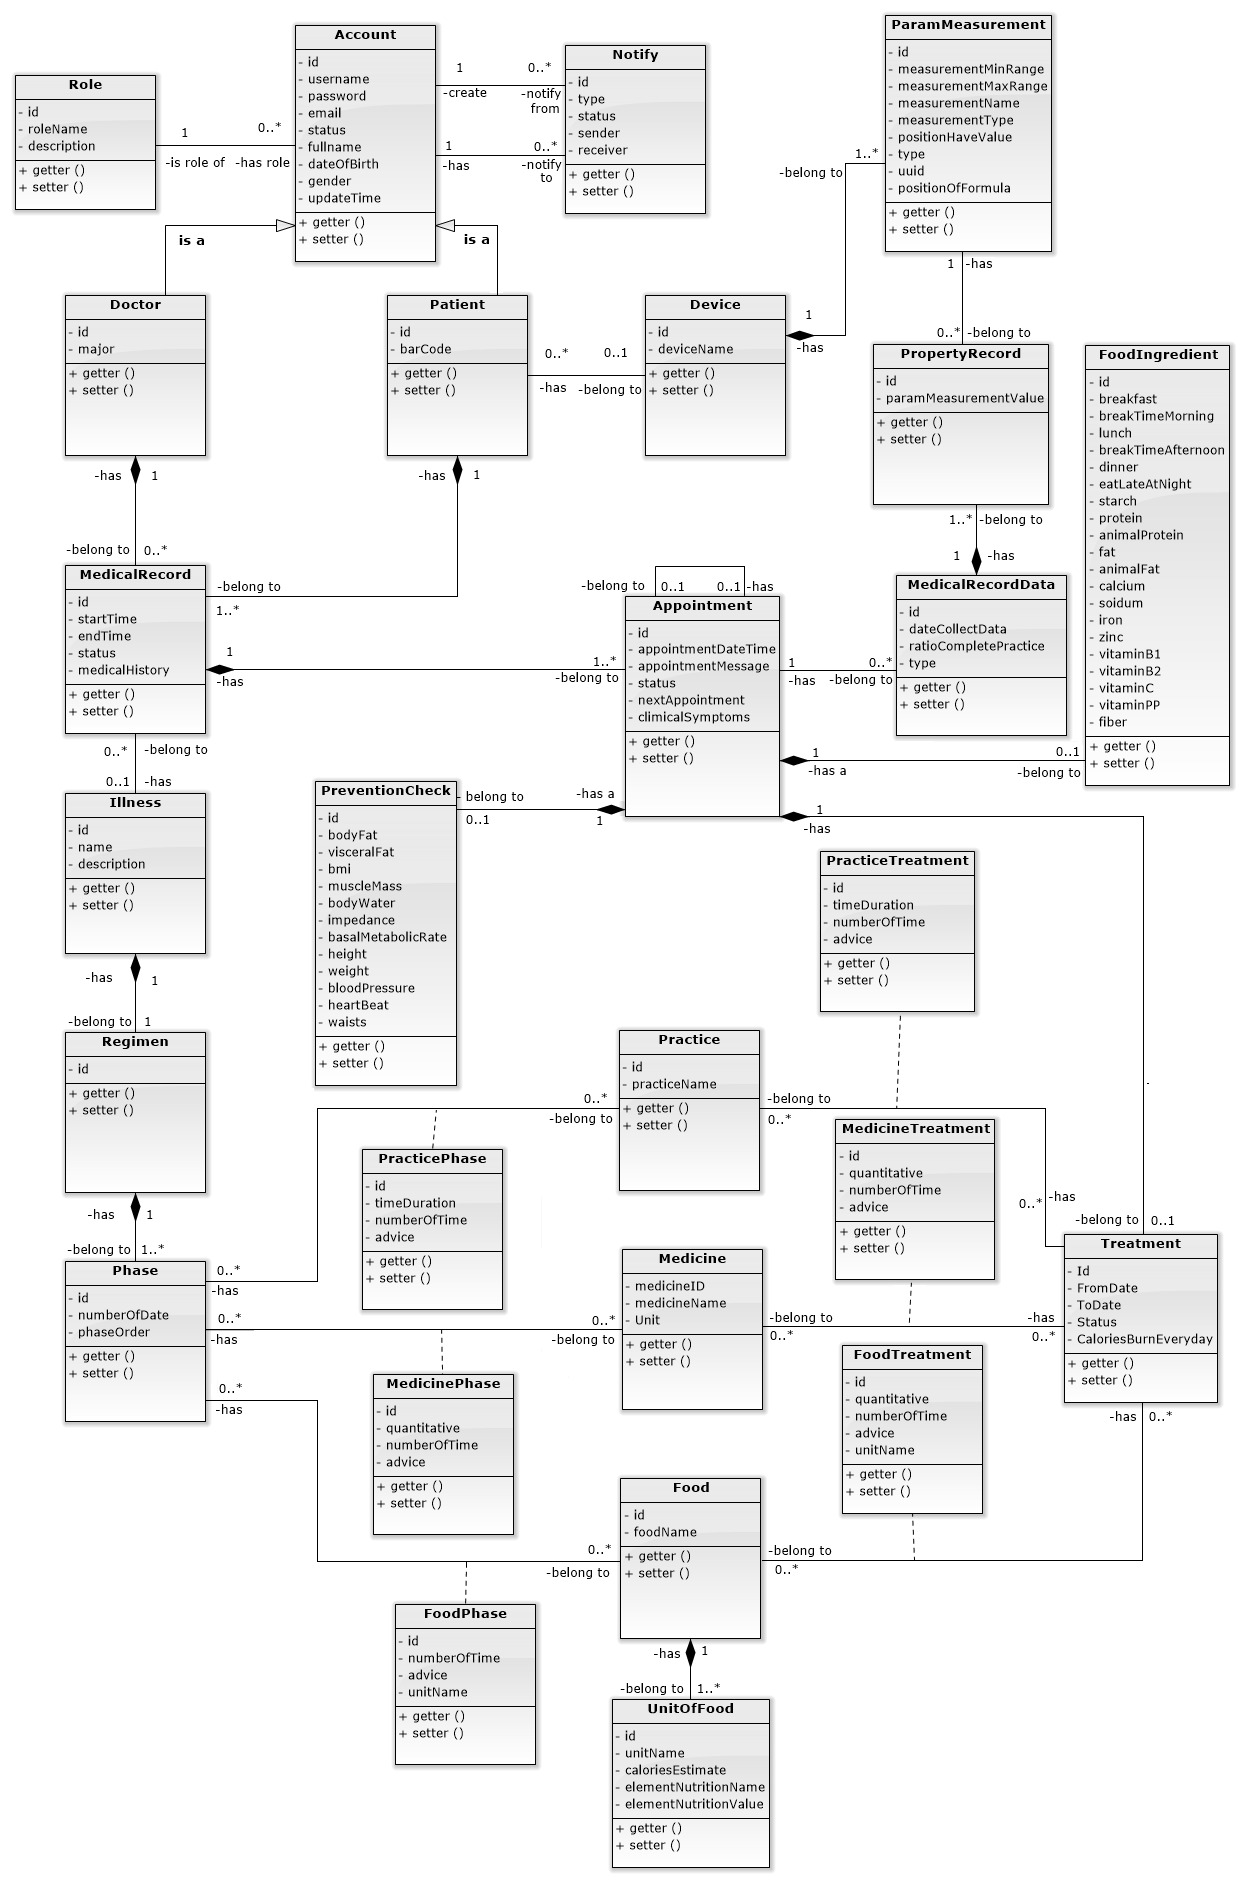 Role
- id
- roleName
- description
+ getter ()
+ setter ()
1
0..*
-is role of
-has role
Account
- id
- username
- password
- email
- status
- fullname
- dateOfBirth
- gender
- updateTime
+ getter ()
+ setter ()
1
0..*
-create
-notify
from
1
0..*
-has
-notify
to
Notify
- id
- type
- status
- sender
- receiver
+ getter ()
+ setter ()
ParamMeasurement
- id
- measurementMinRange
- measurementMaxRange
- measurementName
- measurementType
- positionHaveValue
- type
- uuid
- positionOfFormula
+ getter ()
+ setter ()
1..*
-belong to
is a
is a
1
-has
1
-has
0..*
-belong to
Doctor
- id
- major
+ getter ()
+ setter ()
Patient
- id
- barCode
+ getter ()
+ setter ()
0..*
0..1
-has
-belong to
Device
- id
- deviceName
+ getter ()
+ setter ()
PropertyRecord
- id
- paramMeasurementValue
+ getter ()
+ setter ()
FoodIngredient
- id
- breakfast
- breakTimeMorning
- lunch
- breakTimeAfternoon
- dinner
- eatLateAtNight
- starch
- protein
- animalProtein
- fat
- animalFat
- calcium
- soidum
- iron
- zinc
- vitaminB1
- vitaminB2
- vitaminC
- vitaminPP
- fiber
+ getter ()
+ setter ()
-has
1
-has
1
-belong to
0..*
-belong to
1..*
1..*
-belong to
1
-has
MedicalRecord
- id
- startTime
- endTime
- status
- medicalHistory
+ getter ()
+ setter ()
1
-has
1..*
-belong to
-belong to
0..1
0..1
-has
Appointment
- id
- appointmentDateTime
- appointmentMessage
- status
- nextAppointment
- climicalSymptoms
+ getter ()
+ setter ()
1
-has
0..*
-belong to
MedicalRecordData
- id
- dateCollectData
- ratioCompletePractice
- type
+ getter ()
+ setter ()
0..*
-belong to
0..1
-has
1
-has a
0..1
-belong to
1
-has
Illness
- id
- name
- description
+ getter ()
+ setter ()
PreventionCheck
- id
- bodyFat
- visceralFat
- bmi
- muscleMass
- bodyWater
- impedance
- basalMetabolicRate
- height
- weight
- bloodPressure
- heartBeat
- waists
+ getter ()
+ setter ()
- belong to
0..1
-has a
1
PracticeTreatment
- id
- timeDuration
- numberOfTime
- advice
+ getter ()
+ setter ()
-has
1
-belong to
1
Regimen
- id
+ getter ()
+ setter ()
Practice
- id
- practiceName
+ getter ()
+ setter ()
0..*
-belong to
-belong to
0..*
PracticePhase
- id
- timeDuration
- numberOfTime
- advice
+ getter ()
+ setter ()
MedicineTreatment
- id
- quantitative
- numberOfTime
- advice
+ getter ()
+ setter ()
0..*
-has
-belong to
0..1
-has
1
-belong to
1..*
Phase
- id
- numberOfDate
- phaseOrder
+ getter ()
+ setter ()
0..*
-has
0..*
-has
0..*
-has
Medicine
- medicineID
- medicineName
- Unit
+ getter ()
+ setter ()
0..*
-belong to
-belong to
0..*
-has
0..*
Treatment
- Id
- FromDate
- ToDate
- Status
- CaloriesBurnEveryday
+ getter ()
+ setter ()
-has
0..*
MedicinePhase
- id
- quantitative
- numberOfTime
- advice
+ getter ()
+ setter ()
FoodTreatment
- id
- quantitative
- numberOfTime
- advice
- unitName
+ getter ()
+ setter ()
Food
- id
- foodName
+ getter ()
+ setter ()
0..*
-belong to
-belong to
0..*
FoodPhase
- id
- numberOfTime
- advice
- unitName
+ getter ()
+ setter ()
-has
1
-belong to
1..*
UnitOfFood
- id
- unitName
- caloriesEstimate
- elementNutritionName
- elementNutritionValue
+ getter ()
+ setter ()